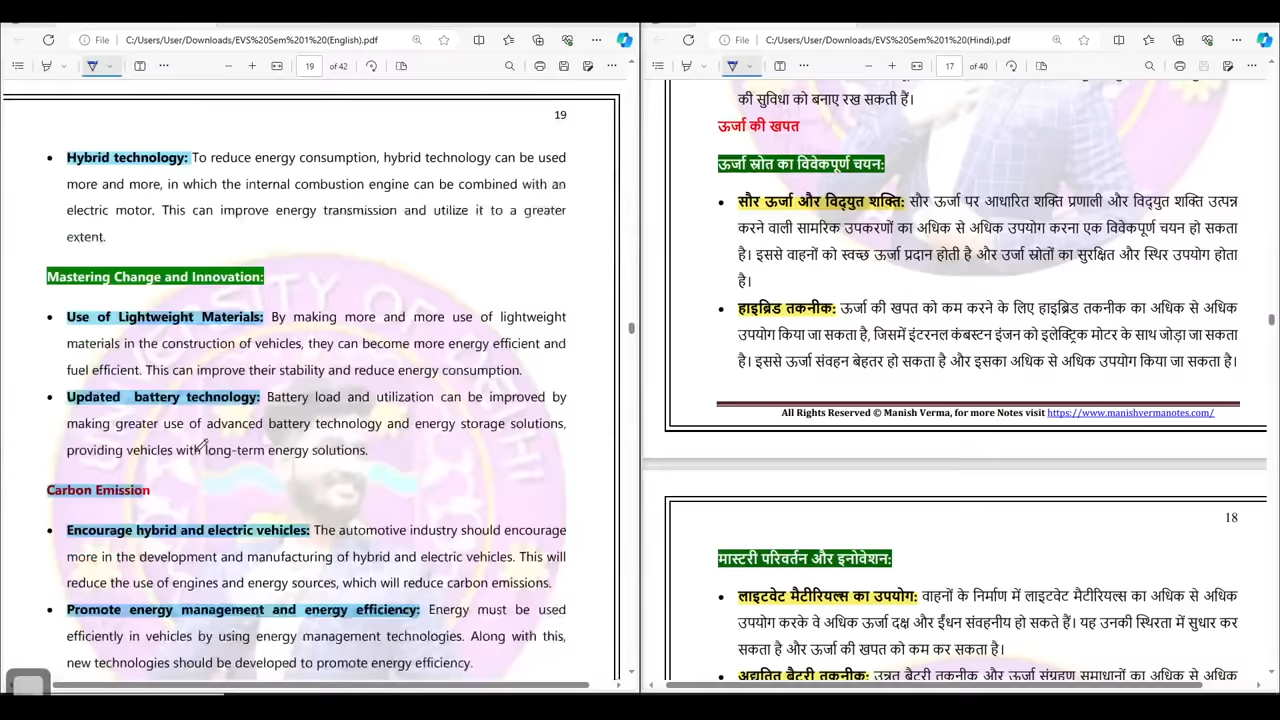 File
C:/Users/User/Downloads/EVS%20Sem%201%20(English).pdf
19 of 42
19
• Hybrid technology: To reduce energy consumption, hybrid technology can be used
more and more, in which the internal combustion engine can be combined with an
electric motor. This can improve energy transmission and utilize it to a greater
extent.
Mastering Change and Innovation:
• Use of Lightweight Materials: By making more and more use of lightweight
materials in the construction of vehicles, they can become more energy efficient and
fuel efficient. This can improve their stability and reduce energy consumption.
• Updated battery technology: Battery load and utilization can be improved by
making greater use of advanced battery technology and energy storage solutions,
providing vehicles with long-term energy solutions.
Carbon Emission
• Encourage hybrid and electric vehicles: The automotive industry should encourage
more in the development and manufacturing of hybrid and electric vehicles. This will
reduce the use of engines and energy sources, which will reduce carbon emissions.
• Promote energy management and energy efficiency: Energy must be used
efficiently in vehicles by using energy management technologies. Along with this,
new technologies should be developed to promote energy efficiency.
File
C:/Users/User/Downloads/EVS%20Sem%201%20(Hindi).pdf
17 of 40
की सुविधा को बनाए रख सकती हैं।
ऊर्जा की खपत
ऊर्जा स्रोत का विवेकपूर्ण चयन:
• सौर ऊर्जा और विद्युत शक्ति: सौर ऊर्जा पर आधारित शक्ति प्रणाली और विद्युत शक्ति उत्पन्न
करने वाली सामरिक उपकरणों का अधिक से अधिक उपयोग करना एक विवेकपूर्ण चयन हो सकता
है। इससे वाहनों को स्वच्छ ऊर्जा प्रदान होती है और उर्जा स्रोतों का सुरक्षित और स्थिर उपयोग होता
है।
• हाइब्रिड तकनीक: ऊर्जा की खपत को कम करने के लिए हाइब्रिड तकनीक का अधिक से अधिक
उपयोग किया जा सकता है, जिसमें इंटरनल कंबस्टन इंजन को इलेक्ट्रिक मोटर के साथ जोड़ा जा सकता
है। इससे ऊर्जा संवहन बेहतर हो सकता है और इसका अधिक से अधिक उपयोग किया जा सकता है।
All Rights Reserved © Manish Verma, for more Notes visit https://www.manishvermanotes.com/
18
मास्टरी परिवर्तन और इनोवेशन:
• लाइटवेट मैटीरियल्स का उपयोग: वाहनों के निर्माण में लाइटवेट मैटीरियल्स का अधिक से अधिक
उपयोग करके वे अधिक ऊर्जा दक्ष और ईंधन संवहनीय हो सकते हैं। यह उनकी स्थिरता में सुधार कर
सकता है और ऊर्जा की खपत को कम कर सकता है।
• अद्यतित बैटरी तकनीक: उन्नत बैटरी तकनीक और ऊर्जा संग्रहण समाधानों का अधिक से अधिक